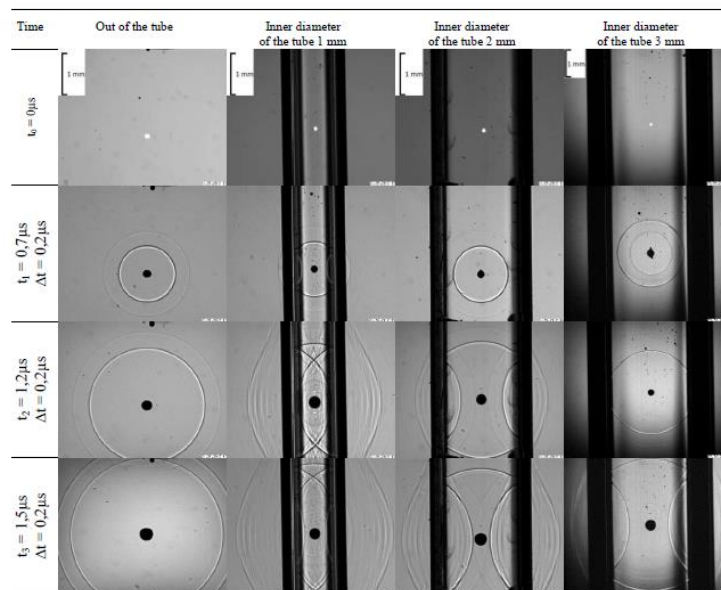 Time Out of the tube Inner diameter of the tube 1 mm Inner diameter of the tube 2 mm Inner diameter of the tube 3 mm
t₀ = 0μs
1 mm
1 mm
1 mm
1 mm
t₁ = 0,7μs
Δt = 0,2μs
t₂ = 1,2μs
Δt = 0,2μs
t₃ = 1,5μs
Δt = 0,2μs